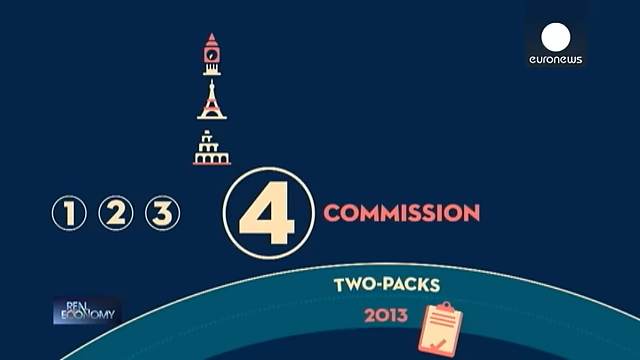 euronews
1 2 3 4 COMMISSION
TWO-PACKS
2013
REAL
ECONOMY